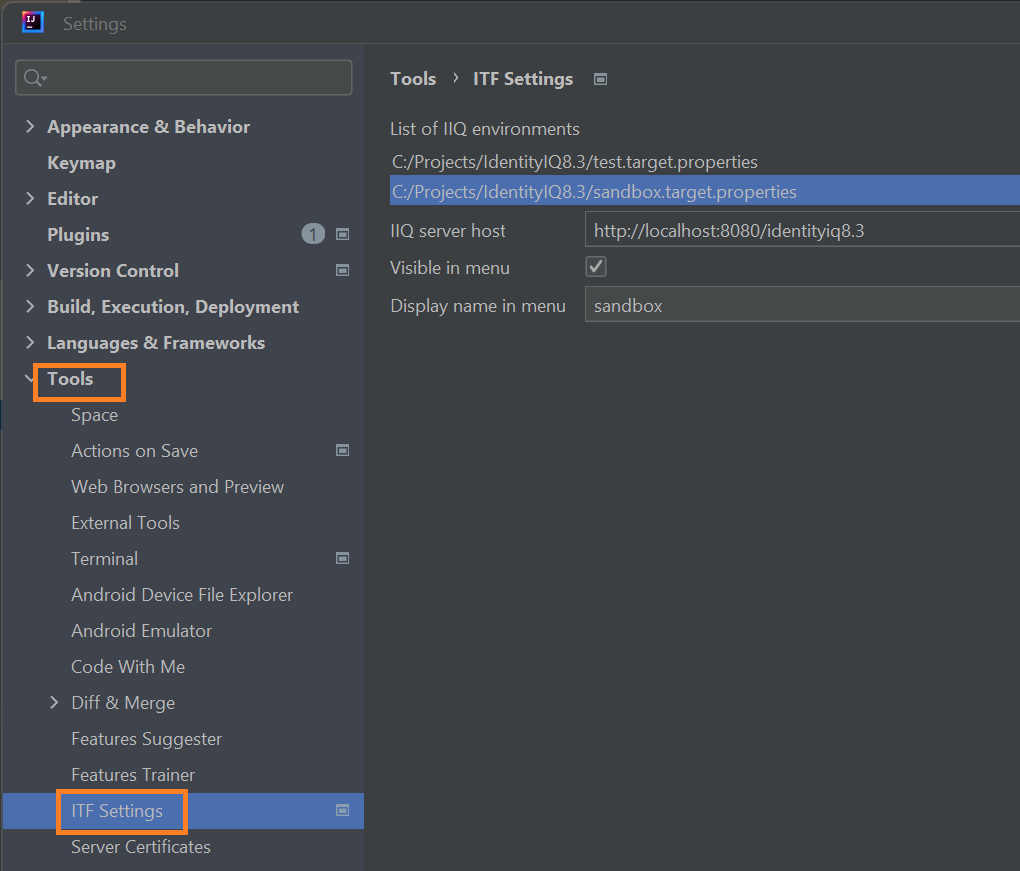 Settings
Appearance & Behavior
Keymap
Editor
Plugins 1
Version Control
Build, Execution, Deployment
Languages & Frameworks
Tools
Space
Actions on Save
Web Browsers and Preview
External Tools
Terminal
Android Device File Explorer
Android Emulator
Code With Me
Diff & Merge
Features Suggester
Features Trainer
ITF Settings
Server Certificates
Tools › ITF Settings
List of IIQ environments
C:/Projects/IdentityIQ8.3/test.target.properties
C:/Projects/IdentityIQ8.3/sandbox.target.properties
IIQ server host http://localhost:8080/identityiq8.3
Visible in menu
Display name in menu sandbox